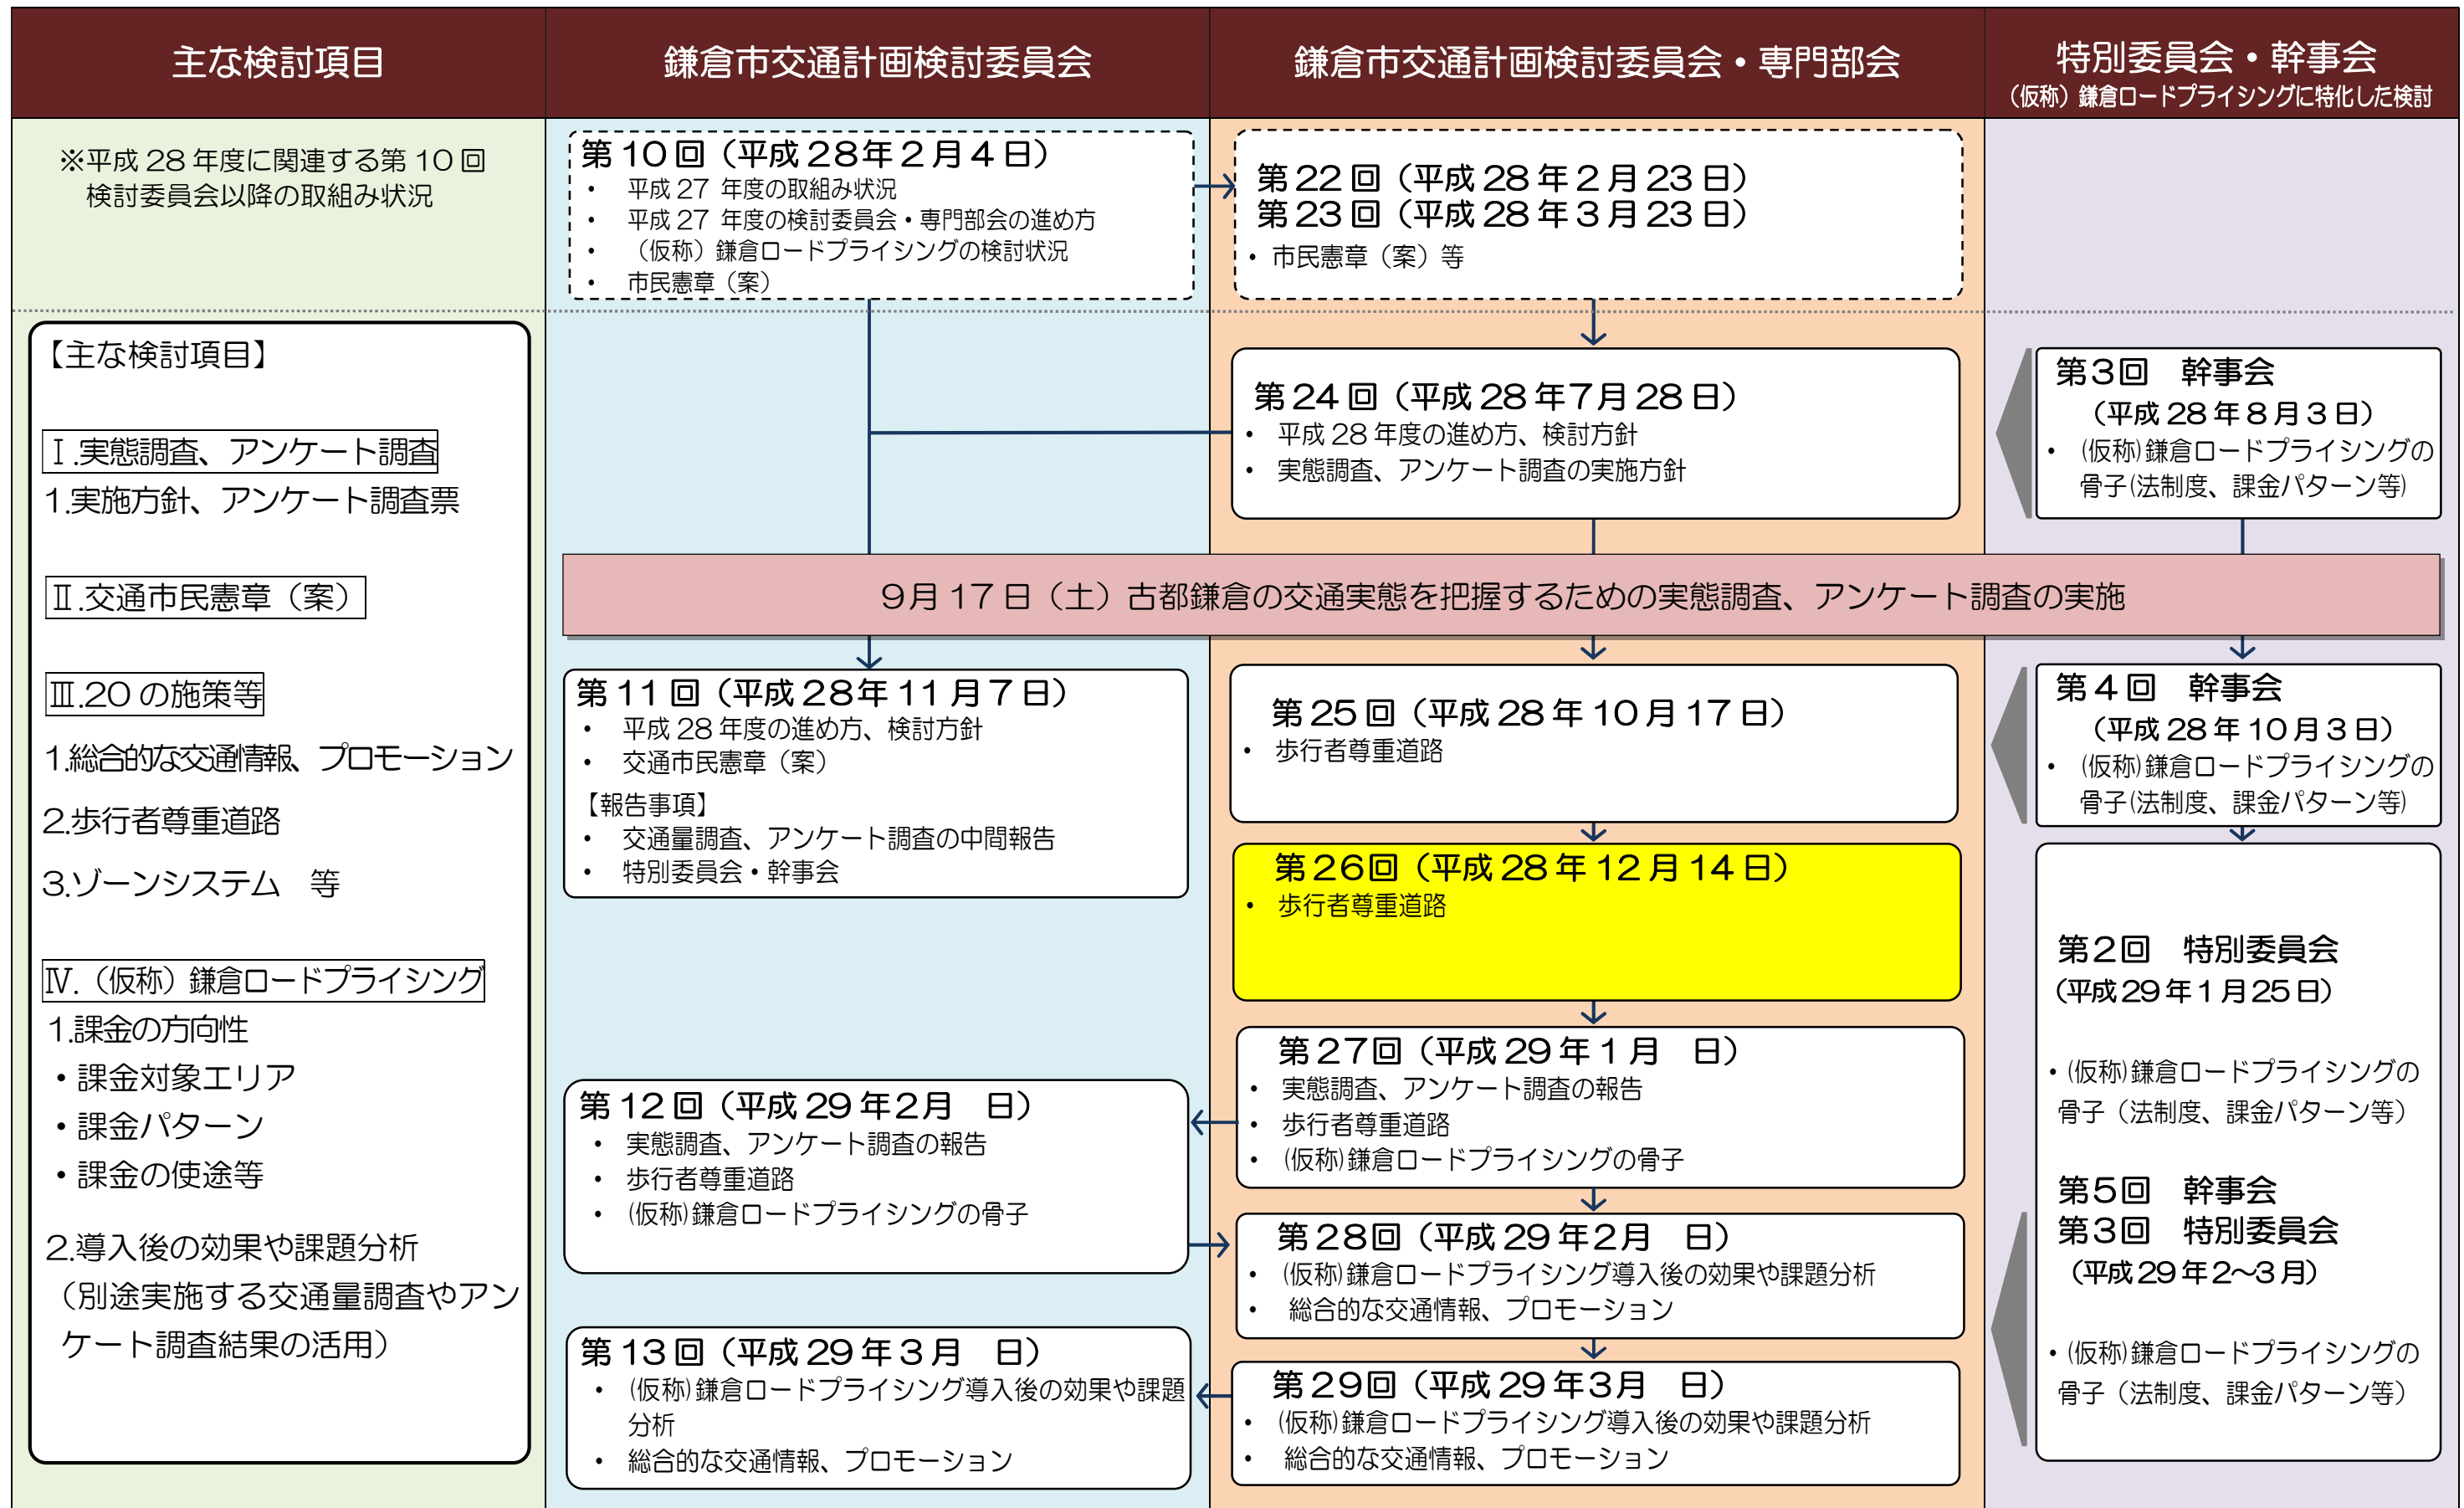 主な検討項目
鎌倉市交通計画検討委員会
鎌倉市交通計画検討委員会・専門部会
特別委員会・幹事会
（仮称）鎌倉ロードプライシングに特化した検討
※平成28年度に関連する第10回
検討委員会以降の取組み状況
【主な検討項目】
Ⅰ.実態調査、アンケート調査
1.実施方針、アンケート調査票
Ⅱ.交通市民憲章（案）
Ⅲ.20の施策等
1.総合的な交通情報、プロモーション
2.歩行者尊重道路
3.ゾーンシステム　等
Ⅳ.（仮称）鎌倉ロードプライシング
1.課金の方向性
・課金対象エリア
・課金パターン
・課金の使途等
2.導入後の効果や課題分析
（別途実施する交通量調査やアン
ケート調査結果の活用）
第10回（平成28年2月4日）
・ 平成27 年度の取組み状況
・ 平成27 年度の検討委員会・専門部会の進め方
・ （仮称）鎌倉ロードプライシングの検討状況
・ 市民憲章（案）
第22回（平成28年2月23日）
第23回（平成28年3月23日）
・市民憲章（案）等
第24回（平成28年7月28日）
・ 平成28年度の進め方、検討方針
・ 実態調査、アンケート調査の実施方針
第3回　幹事会
（平成28年8月3日）
・ (仮称)鎌倉ロードプライシングの
骨子(法制度、課金パターン等)
9月17日（土）古都鎌倉の交通実態を把握するための実態調査、アンケート調査の実施
第11回（平成28年11月7日）
・ 平成28年度の進め方、検討方針
・ 交通市民憲章（案）
【報告事項】
・ 交通量調査、アンケート調査の中間報告
・ 特別委員会・幹事会
第12回（平成29年2月　日）
・ 実態調査、アンケート調査の報告
・ 歩行者尊重道路
・ (仮称)鎌倉ロードプライシングの骨子
第13回（平成29年3月　日）
・ (仮称)鎌倉ロードプライシング導入後の効果や課題
分析
・ 総合的な交通情報、プロモーション
第25回（平成28年10月17日）
・ 歩行者尊重道路
第26回（平成28年12月14日）
・ 歩行者尊重道路
第27回（平成29年1月　日）
・ 実態調査、アンケート調査の報告
・ 歩行者尊重道路
・ (仮称)鎌倉ロードプライシングの骨子
第28回（平成29年2月　日）
・ (仮称)鎌倉ロードプライシング導入後の効果や課題分析
・ 総合的な交通情報、プロモーション
第29回（平成29年3月　日）
・ (仮称)鎌倉ロードプライシング導入後の効果や課題分析
・ 総合的な交通情報、プロモーション
第4回　幹事会
（平成28年10月3日）
・ (仮称)鎌倉ロードプライシングの
骨子(法制度、課金パターン等)
第2回　特別委員会
（平成29年1月25日）
・(仮称)鎌倉ロードプライシングの
骨子（法制度、課金パターン等）
第5回　幹事会
第3回　特別委員会
（平成29年2～3月）
・(仮称)鎌倉ロードプライシングの
骨子（法制度、課金パターン等）